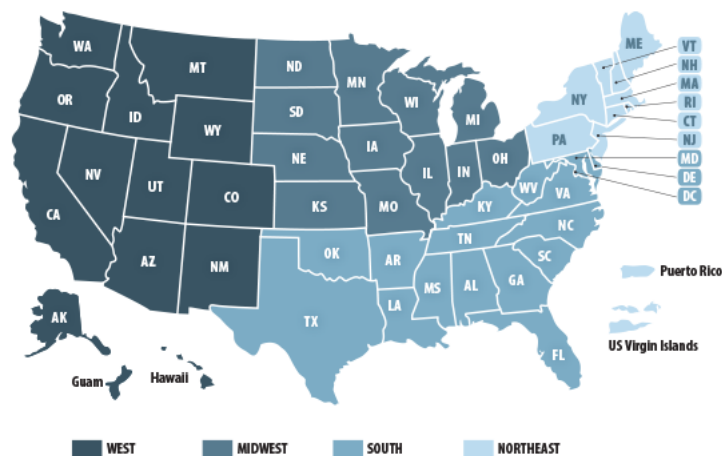 WA
MT
ND
MN
ME
VT
NH
MA
RI
CT
NJ
MD
DE
DC
OR
ID
WY
SD
WI
MI
NY
PA
NV
UT
CO
NE
IA
IL
IN
OH
CA
KS
MO
KY
WV
VA
AZ
NM
OK
AR
TN
NC
SC
MS
AL
GA
LA
TX
FL
AK
Guam
Hawaii
Puerto Rico
US Virgin Islands
WEST
MIDWEST
SOUTH
NORTHEAST